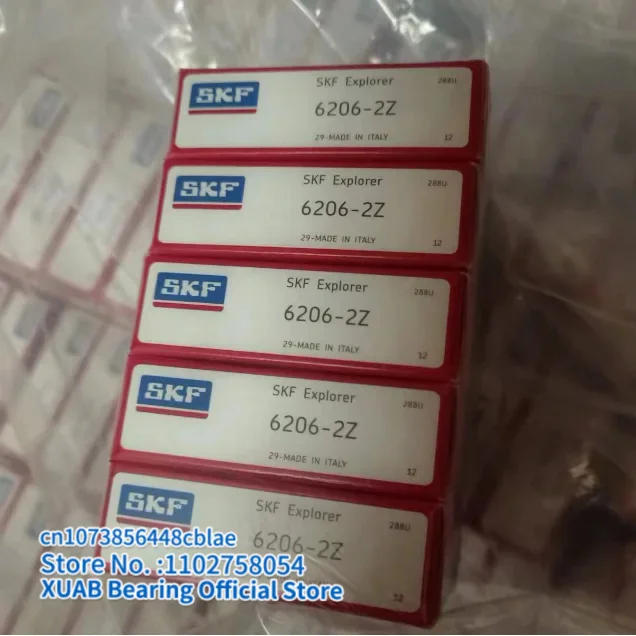 SKF
SKF Explorer
288U
6206-2Z
29-MADE IN ITALY
12
SKF
SKF Explorer
288U
6206-2Z
29-MADE IN ITALY
12
SKF
SKF Explorer
288U
6206-2Z
29-MADE IN ITALY
12
SKF
SKF Explorer
288U
6206-2Z
29-MADE IN ITALY
12
SKF
SKF Explorer
288U
6206-2Z
12
cn1073856448cblae
Store No. :1102758054
XUAB Bearing Official Store